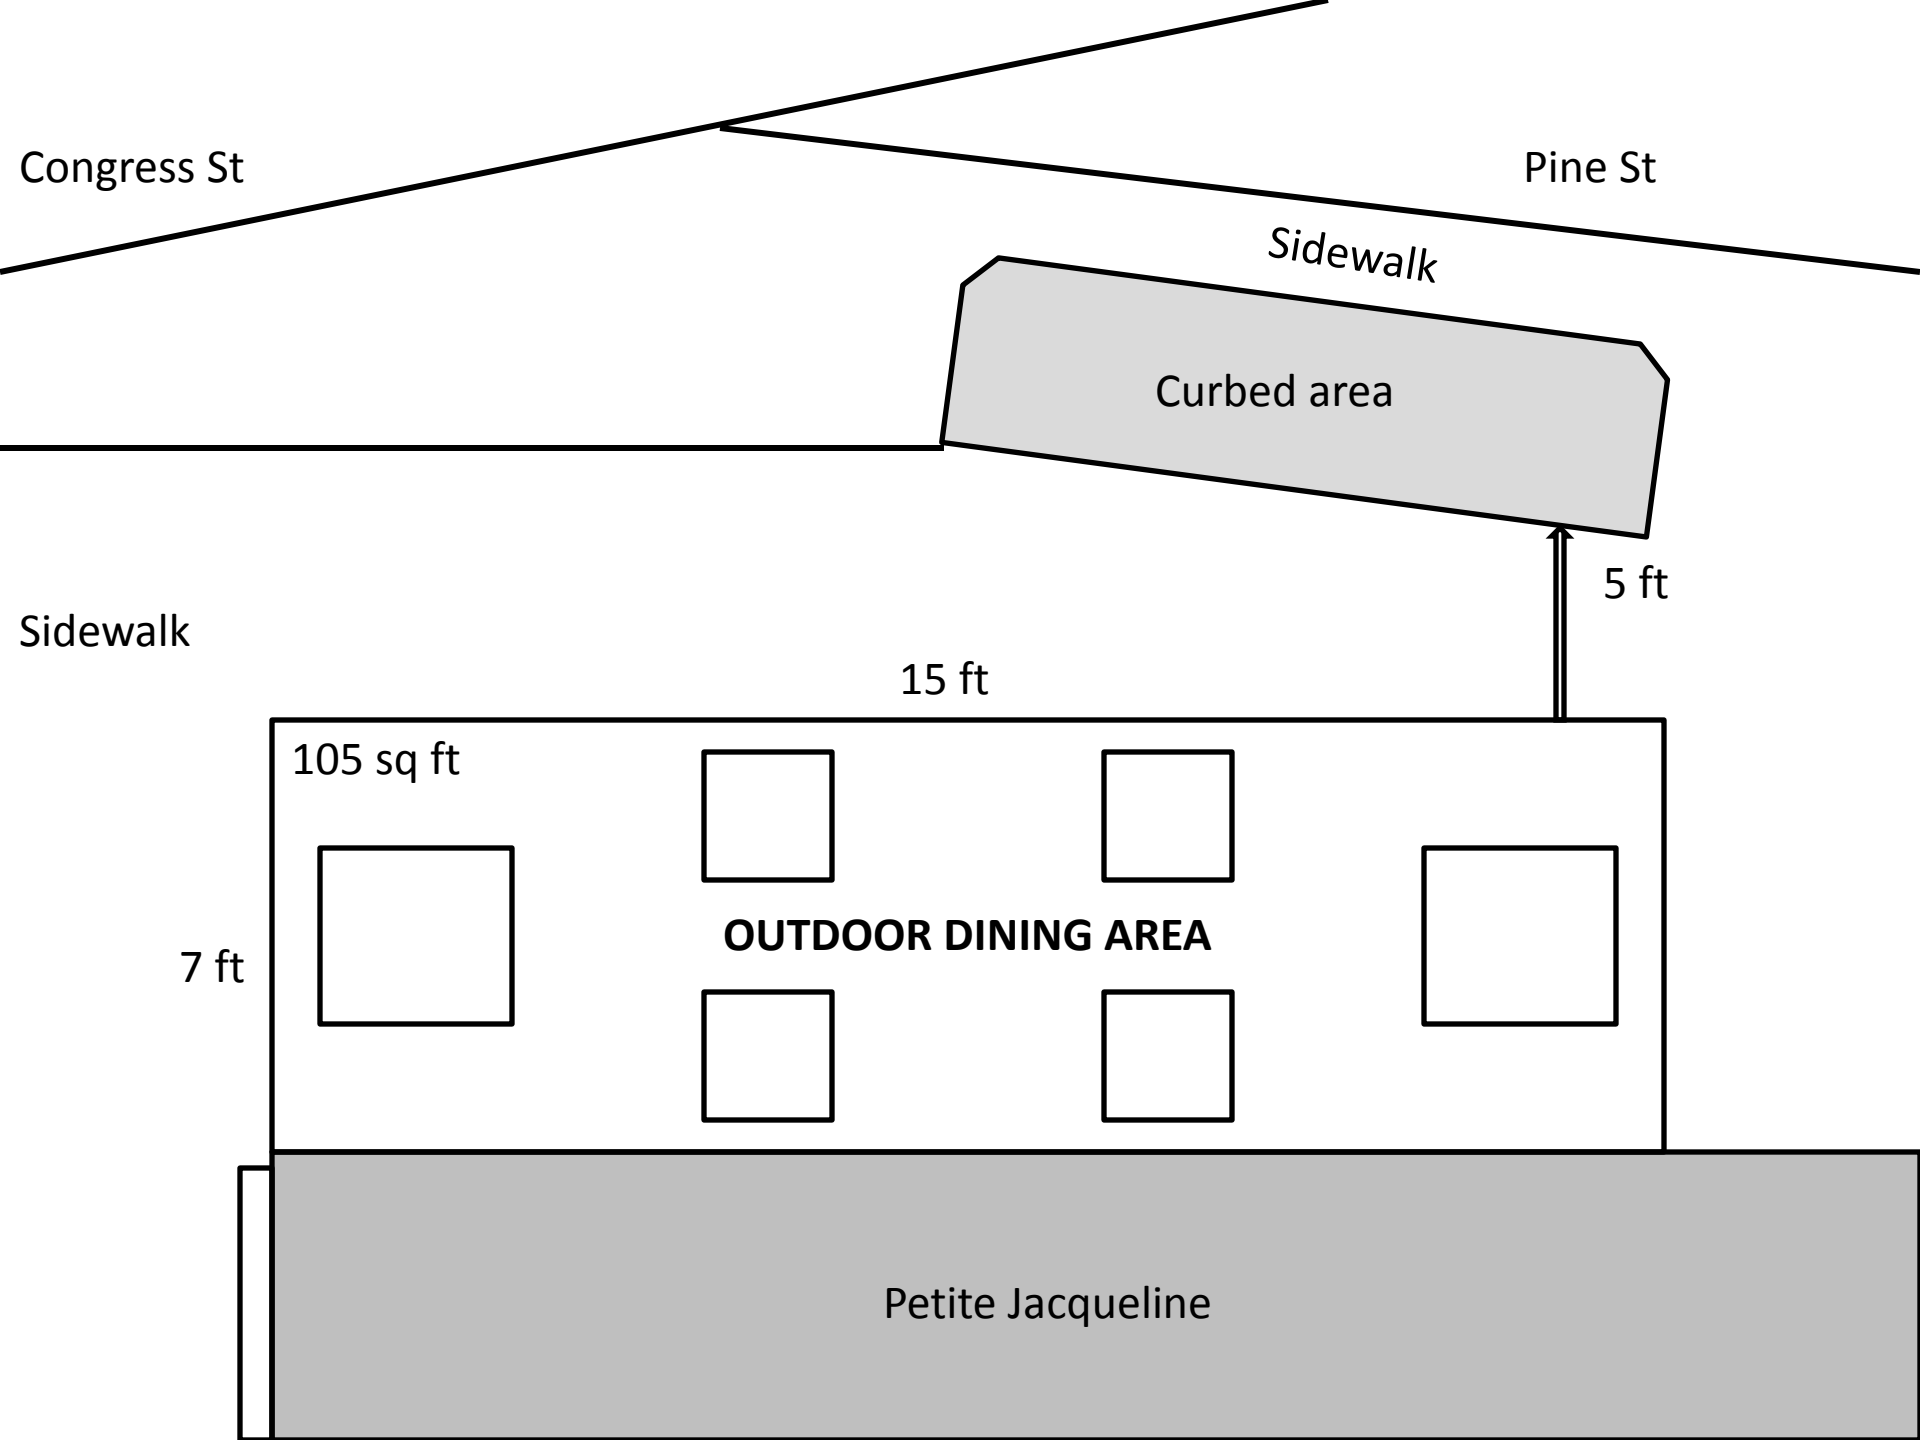 Congress St
Pine St
Sidewalk
Curbed area
5 ft
Sidewalk
15 ft
105 sq ft
OUTDOOR DINING AREA
7 ft
Petite Jacqueline